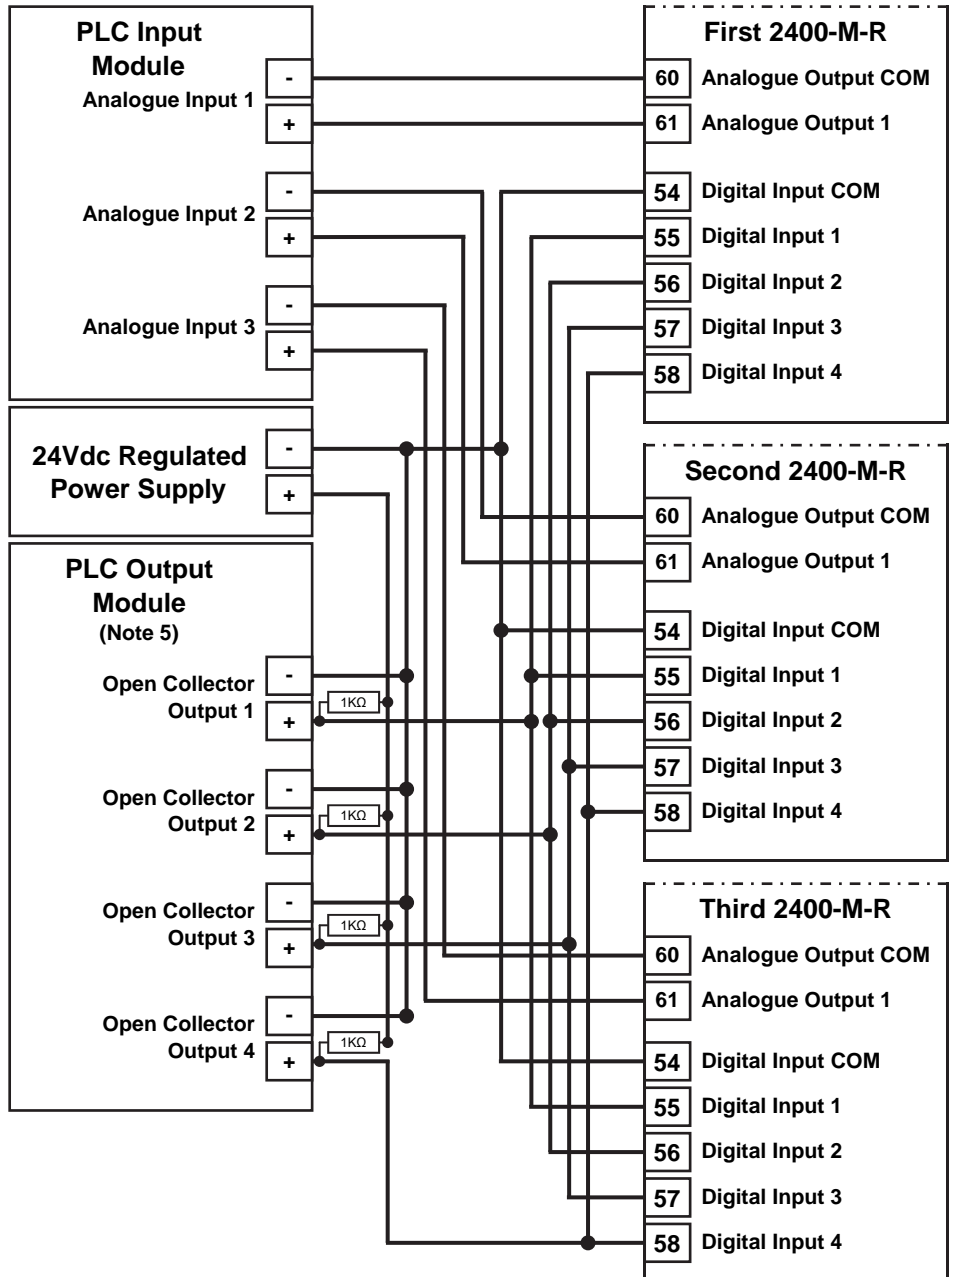 PLC Input
Module
Analogue Input 1
-
+
Analogue Input 2
-
+
Analogue Input 3
-
+
24Vdc Regulated
Power Supply
-
+
PLC Output
Module
(Note 5)
Open Collector
Output 1
-
+
1KΩ
Open Collector
Output 2
-
+
1KΩ
Open Collector
Output 3
-
+
1KΩ
Open Collector
Output 4
-
+
1KΩ
First 2400-M-R
60 Analogue Output COM
61 Analogue Output 1
54 Digital Input COM
55 Digital Input 1
56 Digital Input 2
57 Digital Input 3
58 Digital Input 4
Second 2400-M-R
60 Analogue Output COM
61 Analogue Output 1
54 Digital Input COM
55 Digital Input 1
56 Digital Input 2
57 Digital Input 3
58 Digital Input 4
Third 2400-M-R
60 Analogue Output COM
61 Analogue Output 1
54 Digital Input COM
55 Digital Input 1
56 Digital Input 2
57 Digital Input 3
58 Digital Input 4